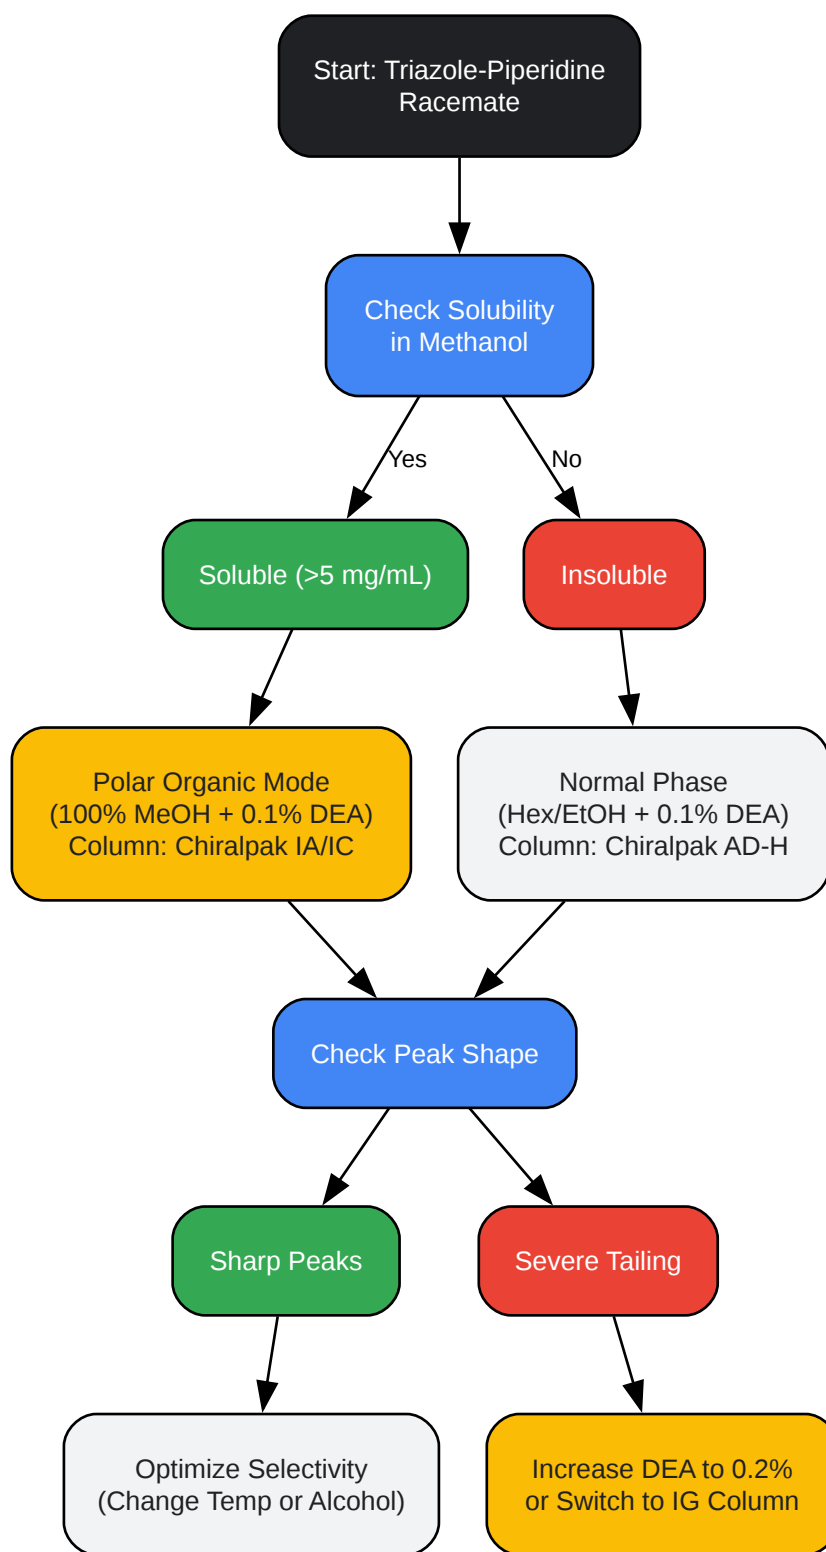 Start: Triazole-Piperidine
Racemate
Check Solubility
in Methanol
Yes
No
Soluble (>5 mg/mL)
Insoluble
Polar Organic Mode
(100% MeOH + 0.1% DEA)
Column: Chiralpak IA/IC
Normal Phase
(Hex/EtOH + 0.1% DEA)
Column: Chiralpak AD-H
Check Peak Shape
Sharp Peaks
Severe Tailing
Optimize Selectivity
(Change Temp or Alcohol)
Increase DEA to 0.2%
or Switch to IG Column